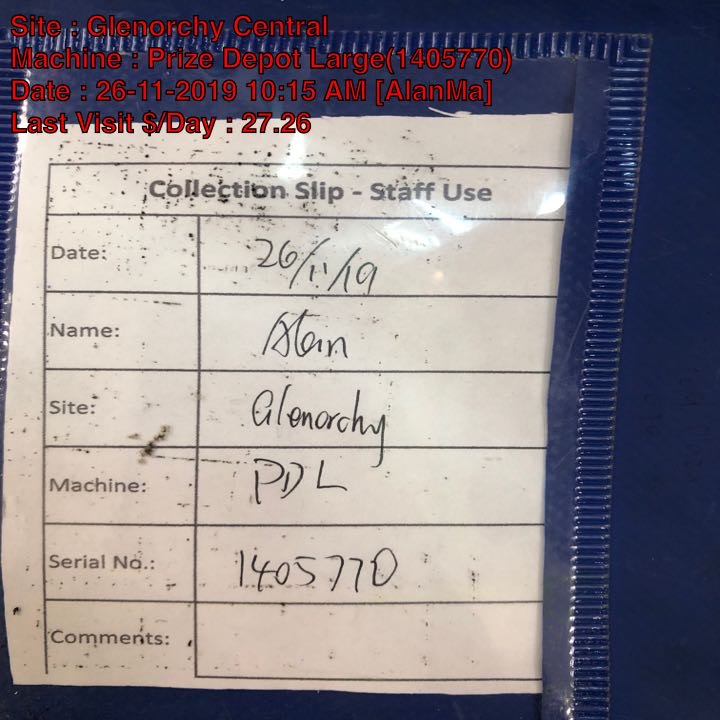 Site : Glenorchy Central
Machine : Prize Depot Large(1405770)
Date : 26-11-2019 10:15 AM [AlanMa]
Last Visit $/Day : 27.26
Collection Slip - Staff Use
Date: 26/11/19
Name: Alan
Site: Glenorchy
Machine: PDL
Serial No.: 1405770
Comments: